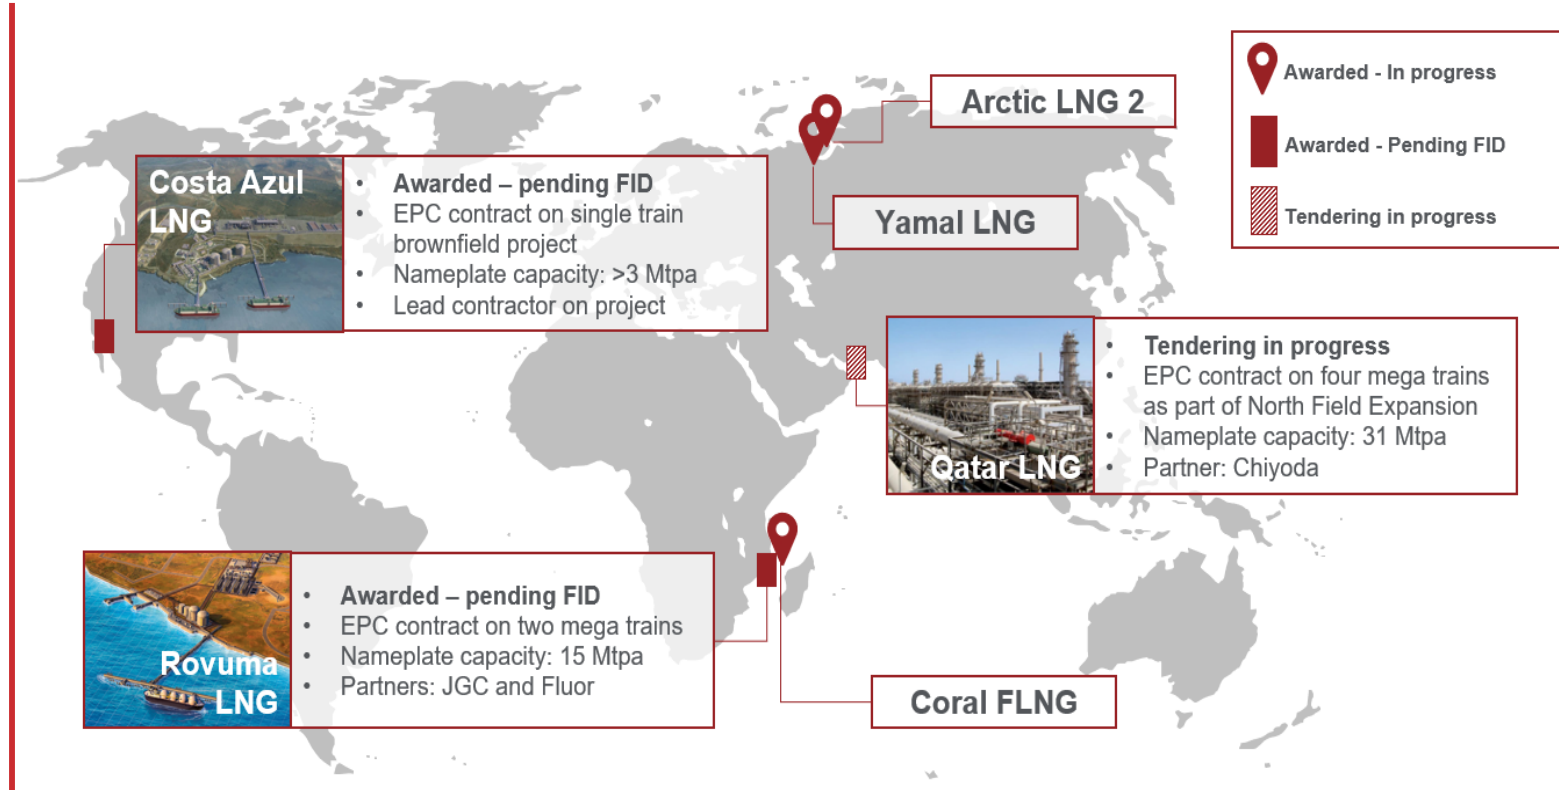 Awarded - In progress
Awarded - Pending FID
Tendering in progress
Arctic LNG 2
Yamal LNG
Costa Azul
LNG
• Awarded – pending FID
• EPC contract on single train
brownfield project
• Nameplate capacity: >3 Mtpa
• Lead contractor on project
Qatar LNG
• Tendering in progress
• EPC contract on four mega trains
as part of North Field Expansion
• Nameplate capacity: 31 Mtpa
• Partner: Chiyoda
Rovuma
LNG
• Awarded – pending FID
• EPC contract on two mega trains
• Nameplate capacity: 15 Mtpa
• Partners: JGC and Fluor
Coral FLNG